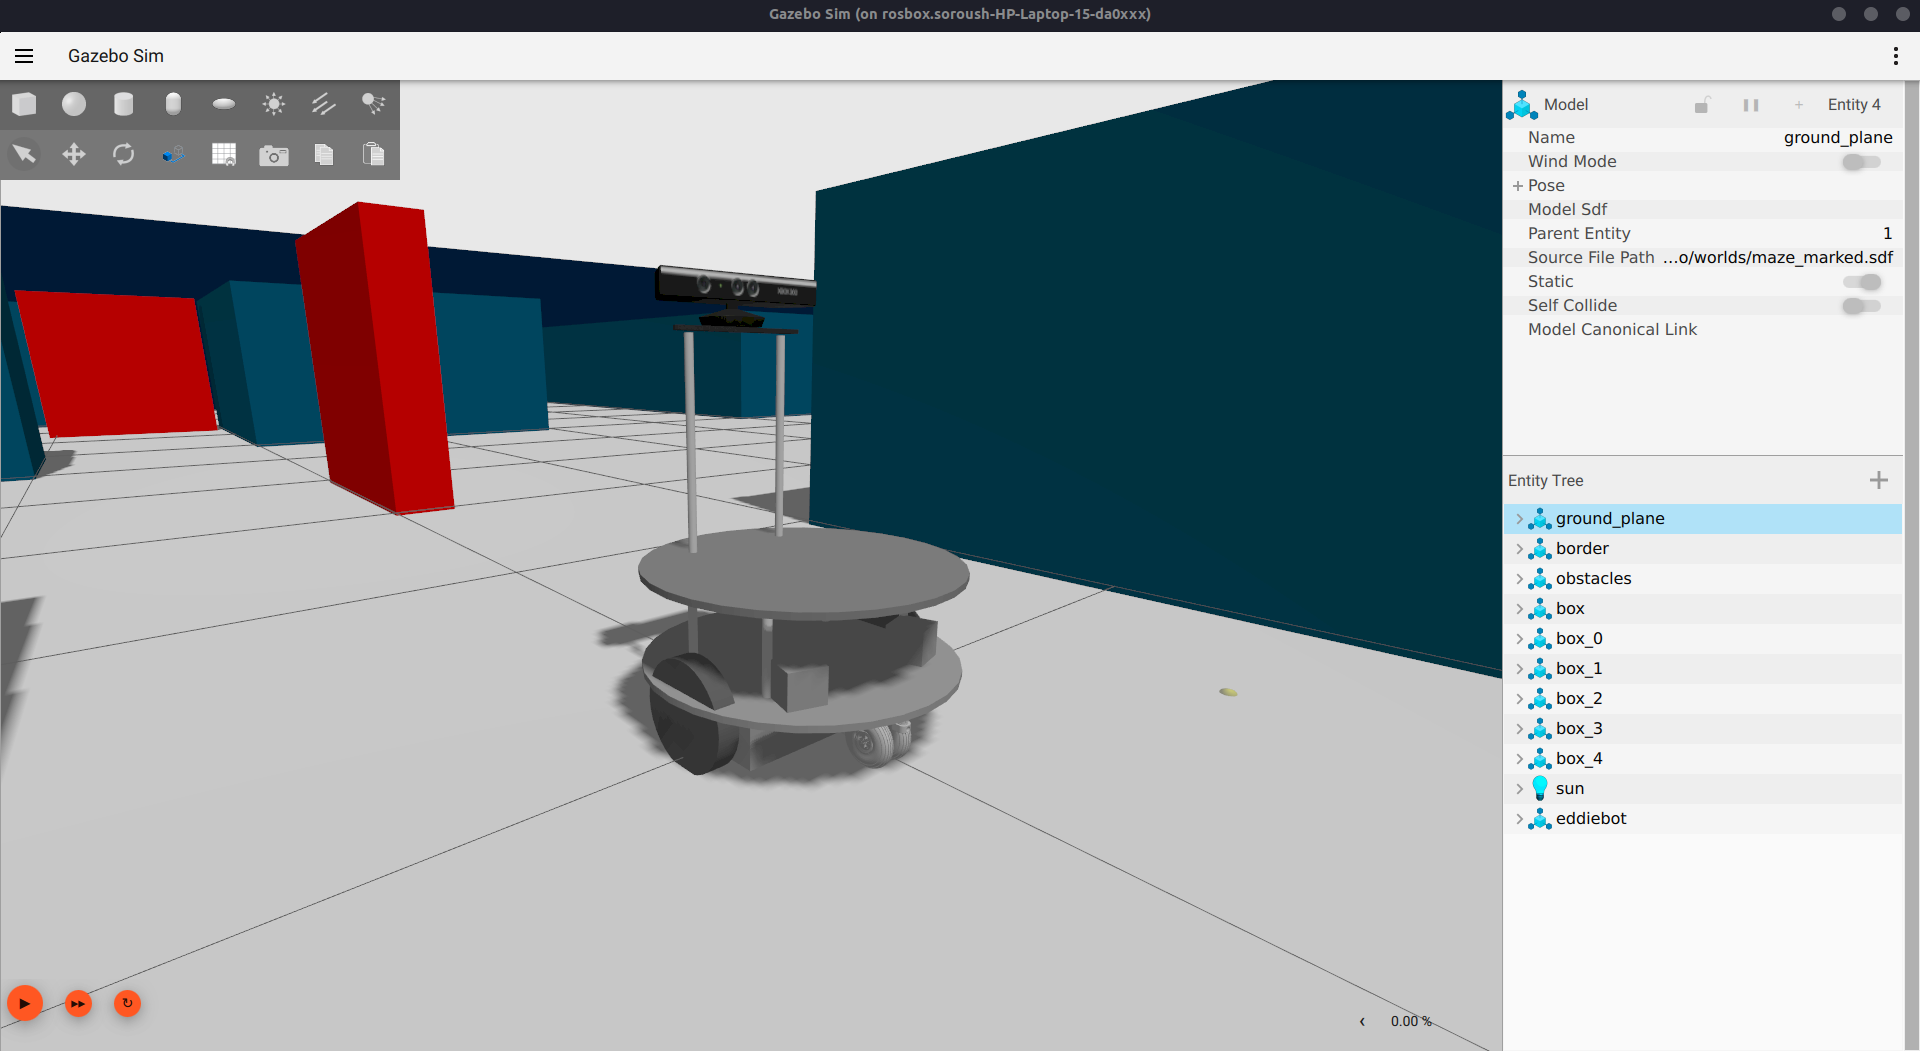 Gazebo Sim (on rosbox.soroush-HP-Laptop-15-da0xxx)
Gazebo Sim
Model
Entity 4
Name ground_plane
Wind Mode
Pose
Model Sdf
Parent Entity 1
Source File Path ...o/worlds/maze_marked.sdf
Static
Self Collide
Model Canonical Link
Entity Tree
ground_plane
border
obstacles
box
box_0
box_1
box_2
box_3
box_4
sun
eddiebot
XBOX 360
0.00 %